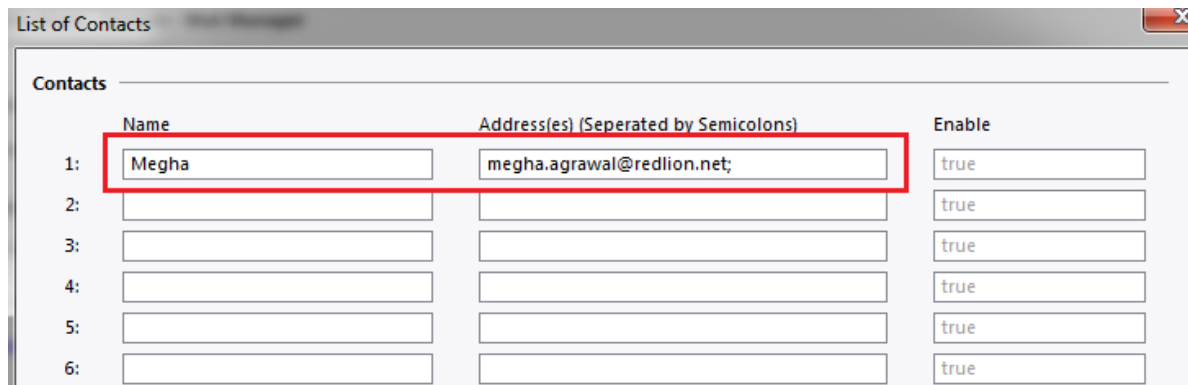 List of Contacts
Contacts
Name Address(es) (Seperated by Semicolons) Enable
1: Megha megha.agrawal@redlion.net; true
2: true
3: true
4: true
5: true
6: true